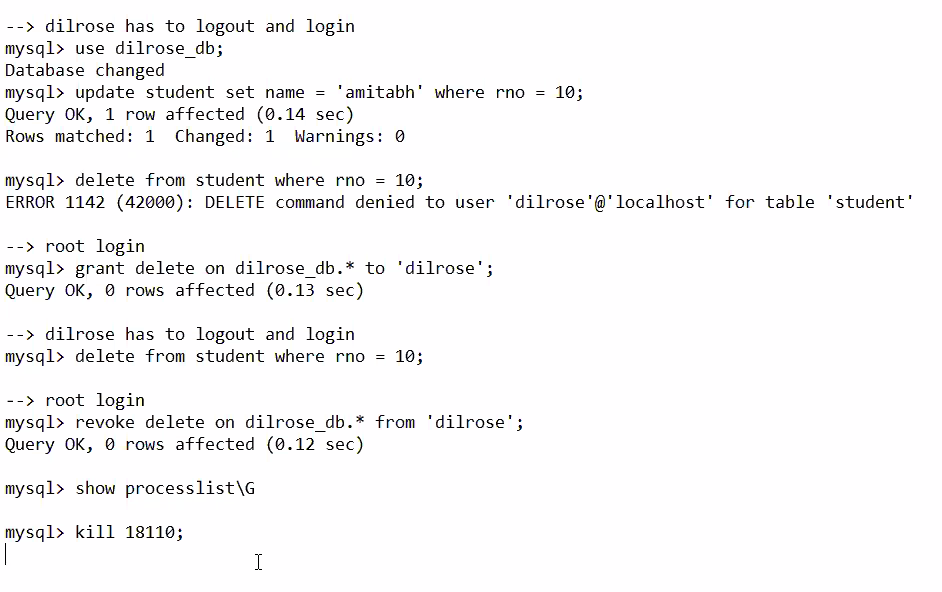 --> dilrose has to logout and login
mysql> use dilrose_db;
Database changed
mysql> update student set name = 'amitabh' where rno = 10;
Query OK, 1 row affected (0.14 sec)
Rows matched: 1  Changed: 1  Warnings: 0
mysql> delete from student where rno = 10;
ERROR 1142 (42000): DELETE command denied to user 'dilrose'@'localhost' for table 'student'
--> root login
mysql> grant delete on dilrose_db.* to 'dilrose';
Query OK, 0 rows affected (0.13 sec)
--> dilrose has to logout and login
mysql> delete from student where rno = 10;
--> root login
mysql> revoke delete on dilrose_db.* from 'dilrose';
Query OK, 0 rows affected (0.12 sec)
mysql> show processlist\G
mysql> kill 18110;